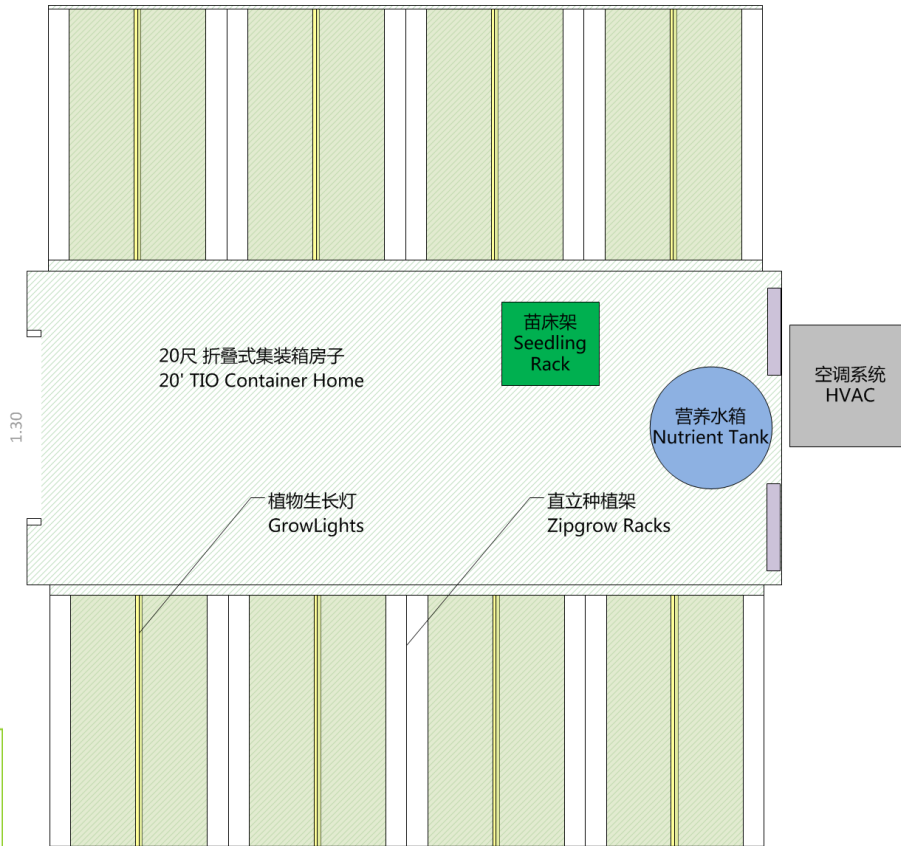 苗床架
Seedling
Rack
20尺 折叠式集装箱房子
20' TIO Container Home
空调系统
HVAC
营养水箱
Nutrient Tank
1.30
植物生长灯
GrowLights
直立种植架
Zipgrow Racks